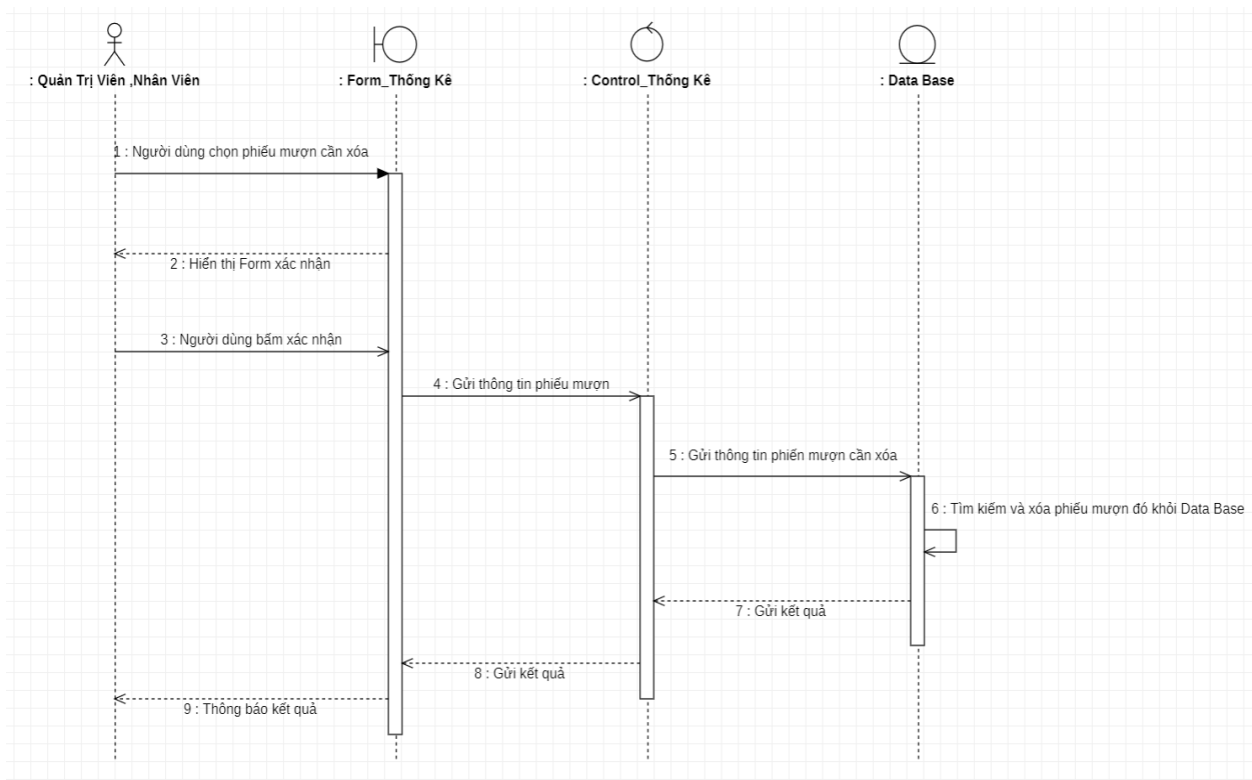 : Quản Trị Viên ,Nhân Viên
: Form_Thống Kê
: Control_Thống Kê
: Data Base
1 : Người dùng chọn phiếu mượn cần xóa
2 : Hiển thị Form xác nhận
3 : Người dùng bấm xác nhận
4 : Gửi thông tin phiếu mượn
5 : Gửi thông tin phiến mượn cần xóa
6 : Tìm kiếm và xóa phiếu mượn đó khỏi Data Base
7 : Gửi kết quả
8 : Gửi kết quả
9 : Thông báo kết quả